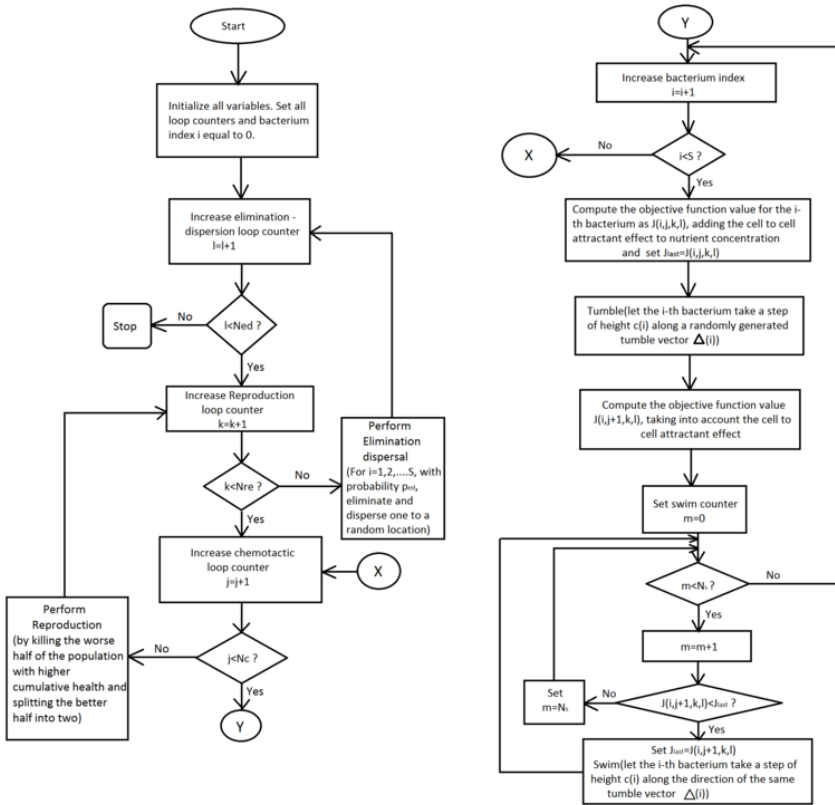 Start
Initialize all variables. Set all
loop counters and bacterium
index i equal to 0.
Increase elimination -
dispersion loop counter
l=l+1
l<Ned ?
No
Stop
Yes
Increase Reproduction
loop counter
k=k+1
k<Nre ?
No
Perform
Elimination
dispersal
(For i=1,2,....S, with
probability pₑd,
eliminate and
disperse one to a
random location)
Yes
Increase chemotactic
loop counter
j=j+1
X
j<Nc ?
No
Perform
Reproduction
(by killing the worse
half of the population
with higher
cumulative health and
splitting the better
half into two)
Yes
Y
Y
Increase bacterium index
i=i+1
i<S ?
No
X
Yes
Compute the objective function value for the i-
th bacterium as J(i,j,k,l), adding the cell to cell
attractant effect to nutrient concentration
and set Jlast=J(i,j,k,l)
Tumble(let the i-th bacterium take a step
of height c(i) along a randomly generated
tumble vector Δ(i))
Compute the objective function value
J(i,j+1,k,l), taking into account the cell to
cell attractant effect
Set swim counter
m=0
m<Nₛ ?
No
Yes
m=m+1
J(i,j+1,k,l)<Jlast ?
No
Set
m=Nₛ
Yes
Set Jlast=J(i,j+1,k,l)
Swim(let the i-th bacterium take a step of
height c(i) along the direction of the same
tumble vector Δ(i))